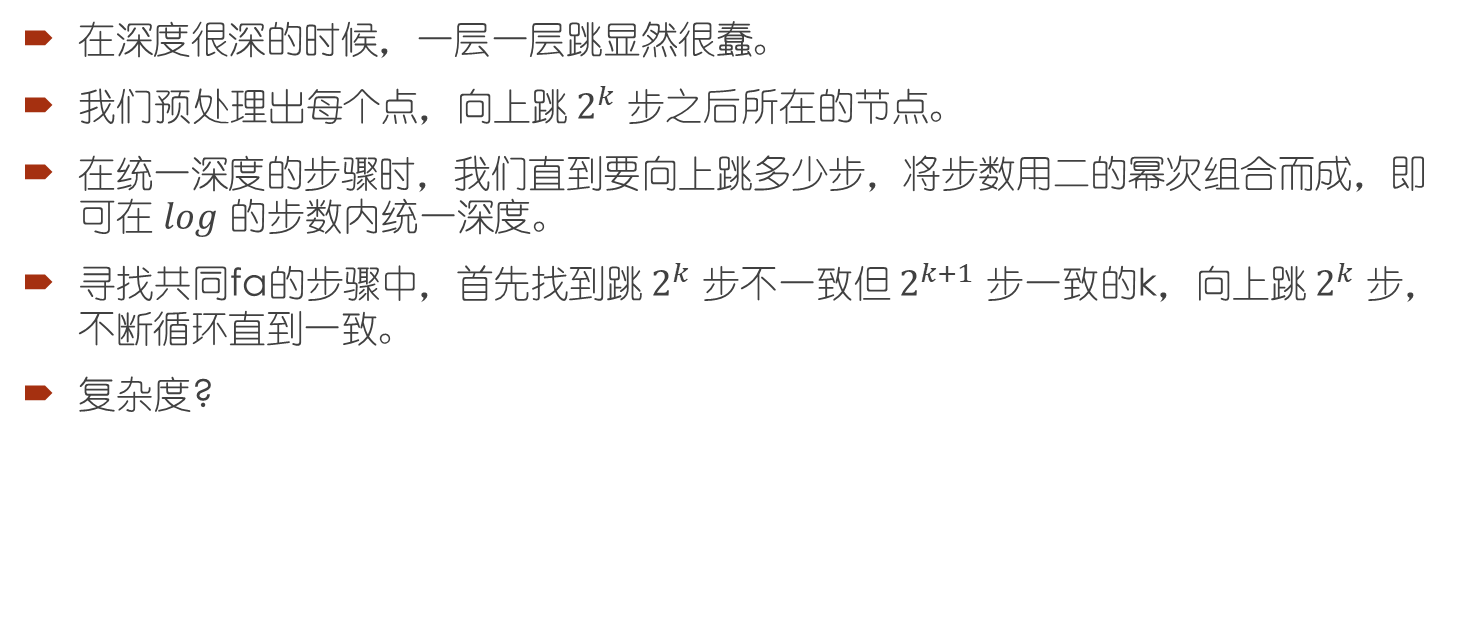 在深度很深的时候，一层一层跳显然很蠢。
我们预处理出每个点，向上跳 2^k 步之后所在的节点。
在统一深度的步骤时，我们直到要向上跳多少步，将步数用二的幂次组合而成，即
可在 log 的步数内统一深度。
寻找共同fa的步骤中，首先找到跳 2^k 步不一致但 2^{k+1} 步一致的k，向上跳 2^k 步，
不断循环直到一致。
复杂度?